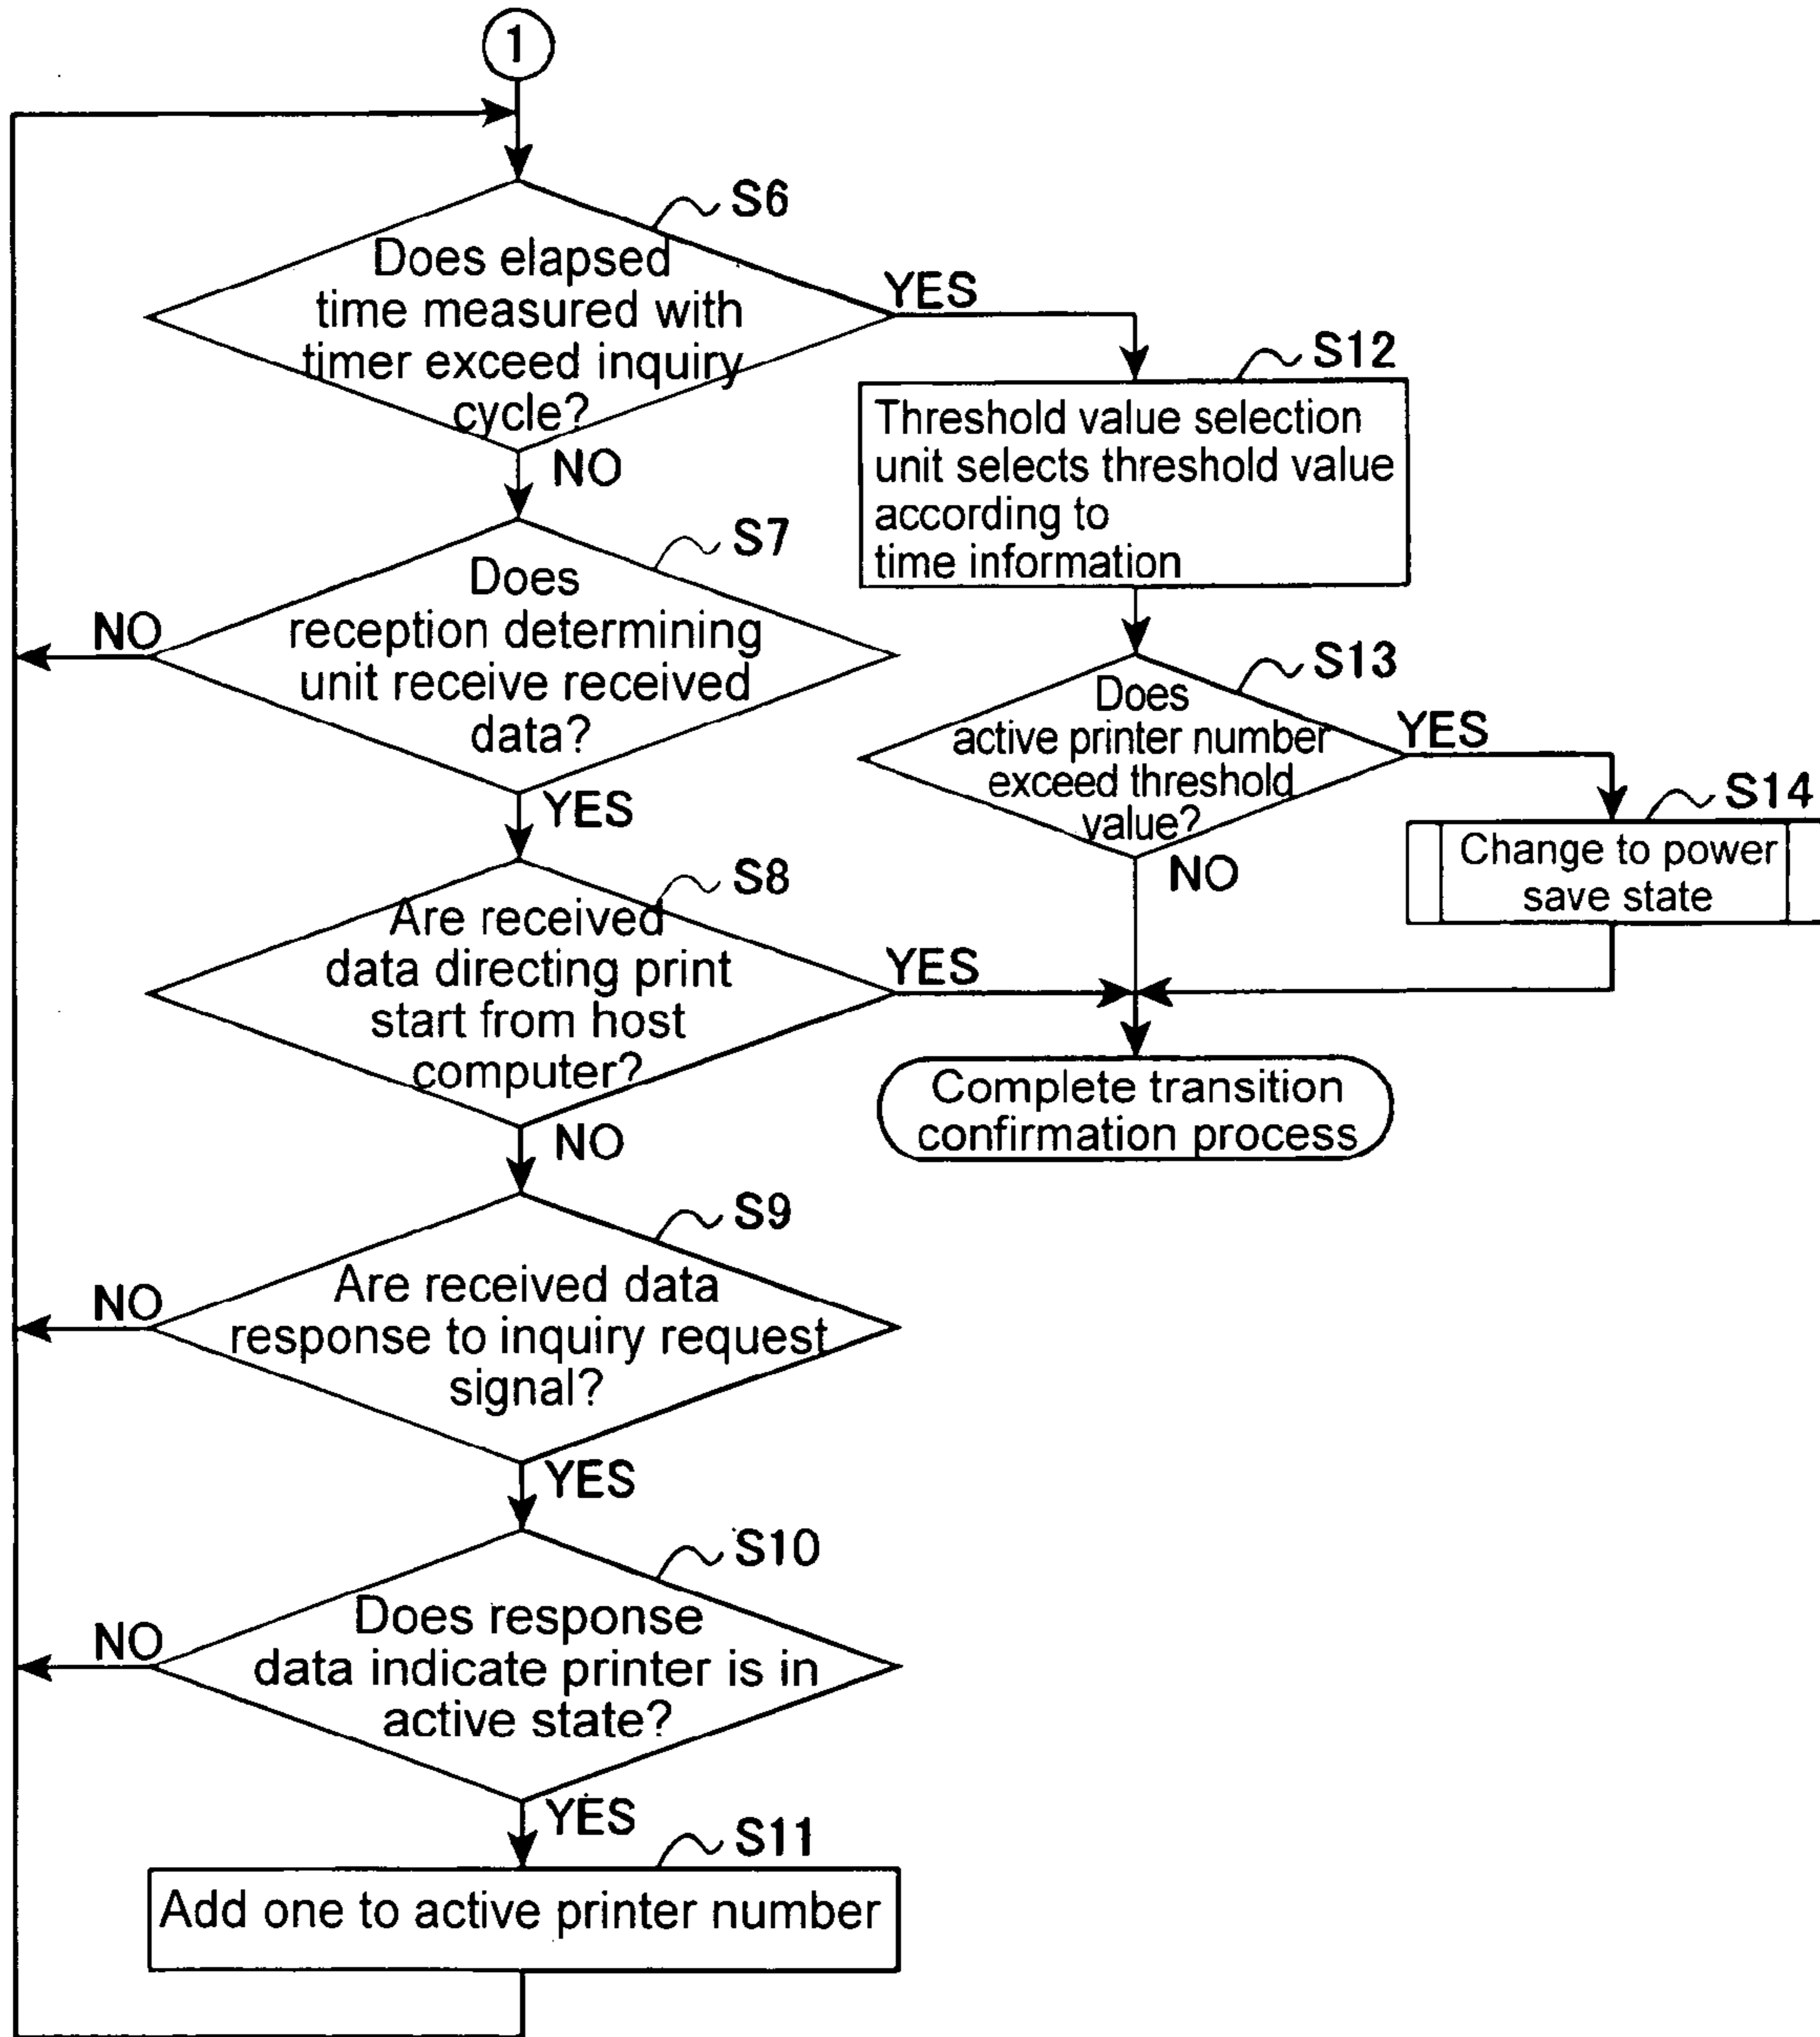 1
S6
Does elapsed
time measured with
timer exceed inquiry
cycle?
YES
NO
S12
Threshold value selection
unit selects threshold value
according to
time information
S7
Does
reception determining
unit receive received
data?
NO
YES
S13
Does
active printer number
exceed threshold
value?
YES
NO
S14
Change to power
save state
S8
Are received
data directing print
start from host
computer?
YES
NO
Complete transition
confirmation process
S9
Are received data
response to inquiry request
signal?
NO
YES
S10
Does response
data indicate printer is in
active state?
NO
YES
S11
Add one to active printer number